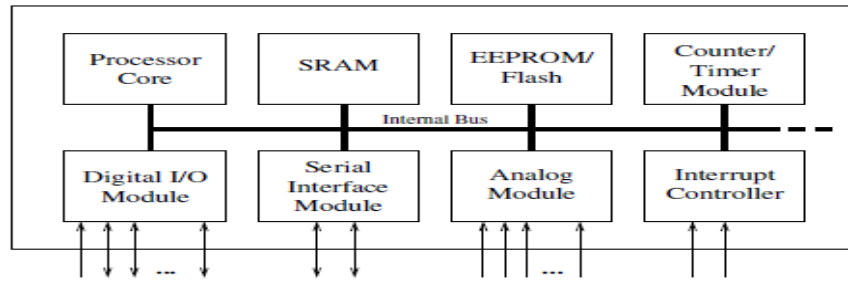 Processor
Core
SRAM
EEPROM/
Flash
Counter/
Timer
Module
Internal Bus
Digital I/O
Module
Serial
Interface
Module
Analog
Module
Interrupt
Controller
...
...